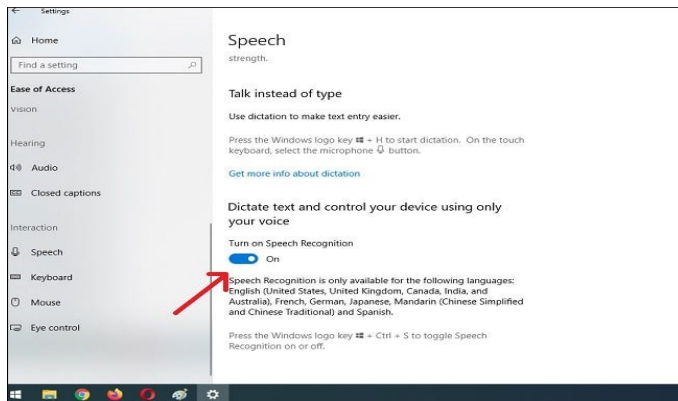 Settings
Home
Find a setting
Ease of Access
Vision
Hearing
Audio
Closed captions
Interaction
Speech
Keyboard
Mouse
Eye control
Speech
strength.
Talk instead of type
Use dictation to make text entry easier.
Press the Windows logo key + H to start dictation. On the touch
keyboard, select the microphone button.
Get more info about dictation
Dictate text and control your device using only
your voice
Turn on Speech Recognition
On
Speech Recognition is only available for the following languages:
English (United States, United Kingdom, Canada, India, and
Australia), French, German, Japanese, Mandarin (Chinese Simplified
and Chinese Traditional) and Spanish.
Press the Windows logo key + Ctrl + S to toggle Speech
Recognition on or off.